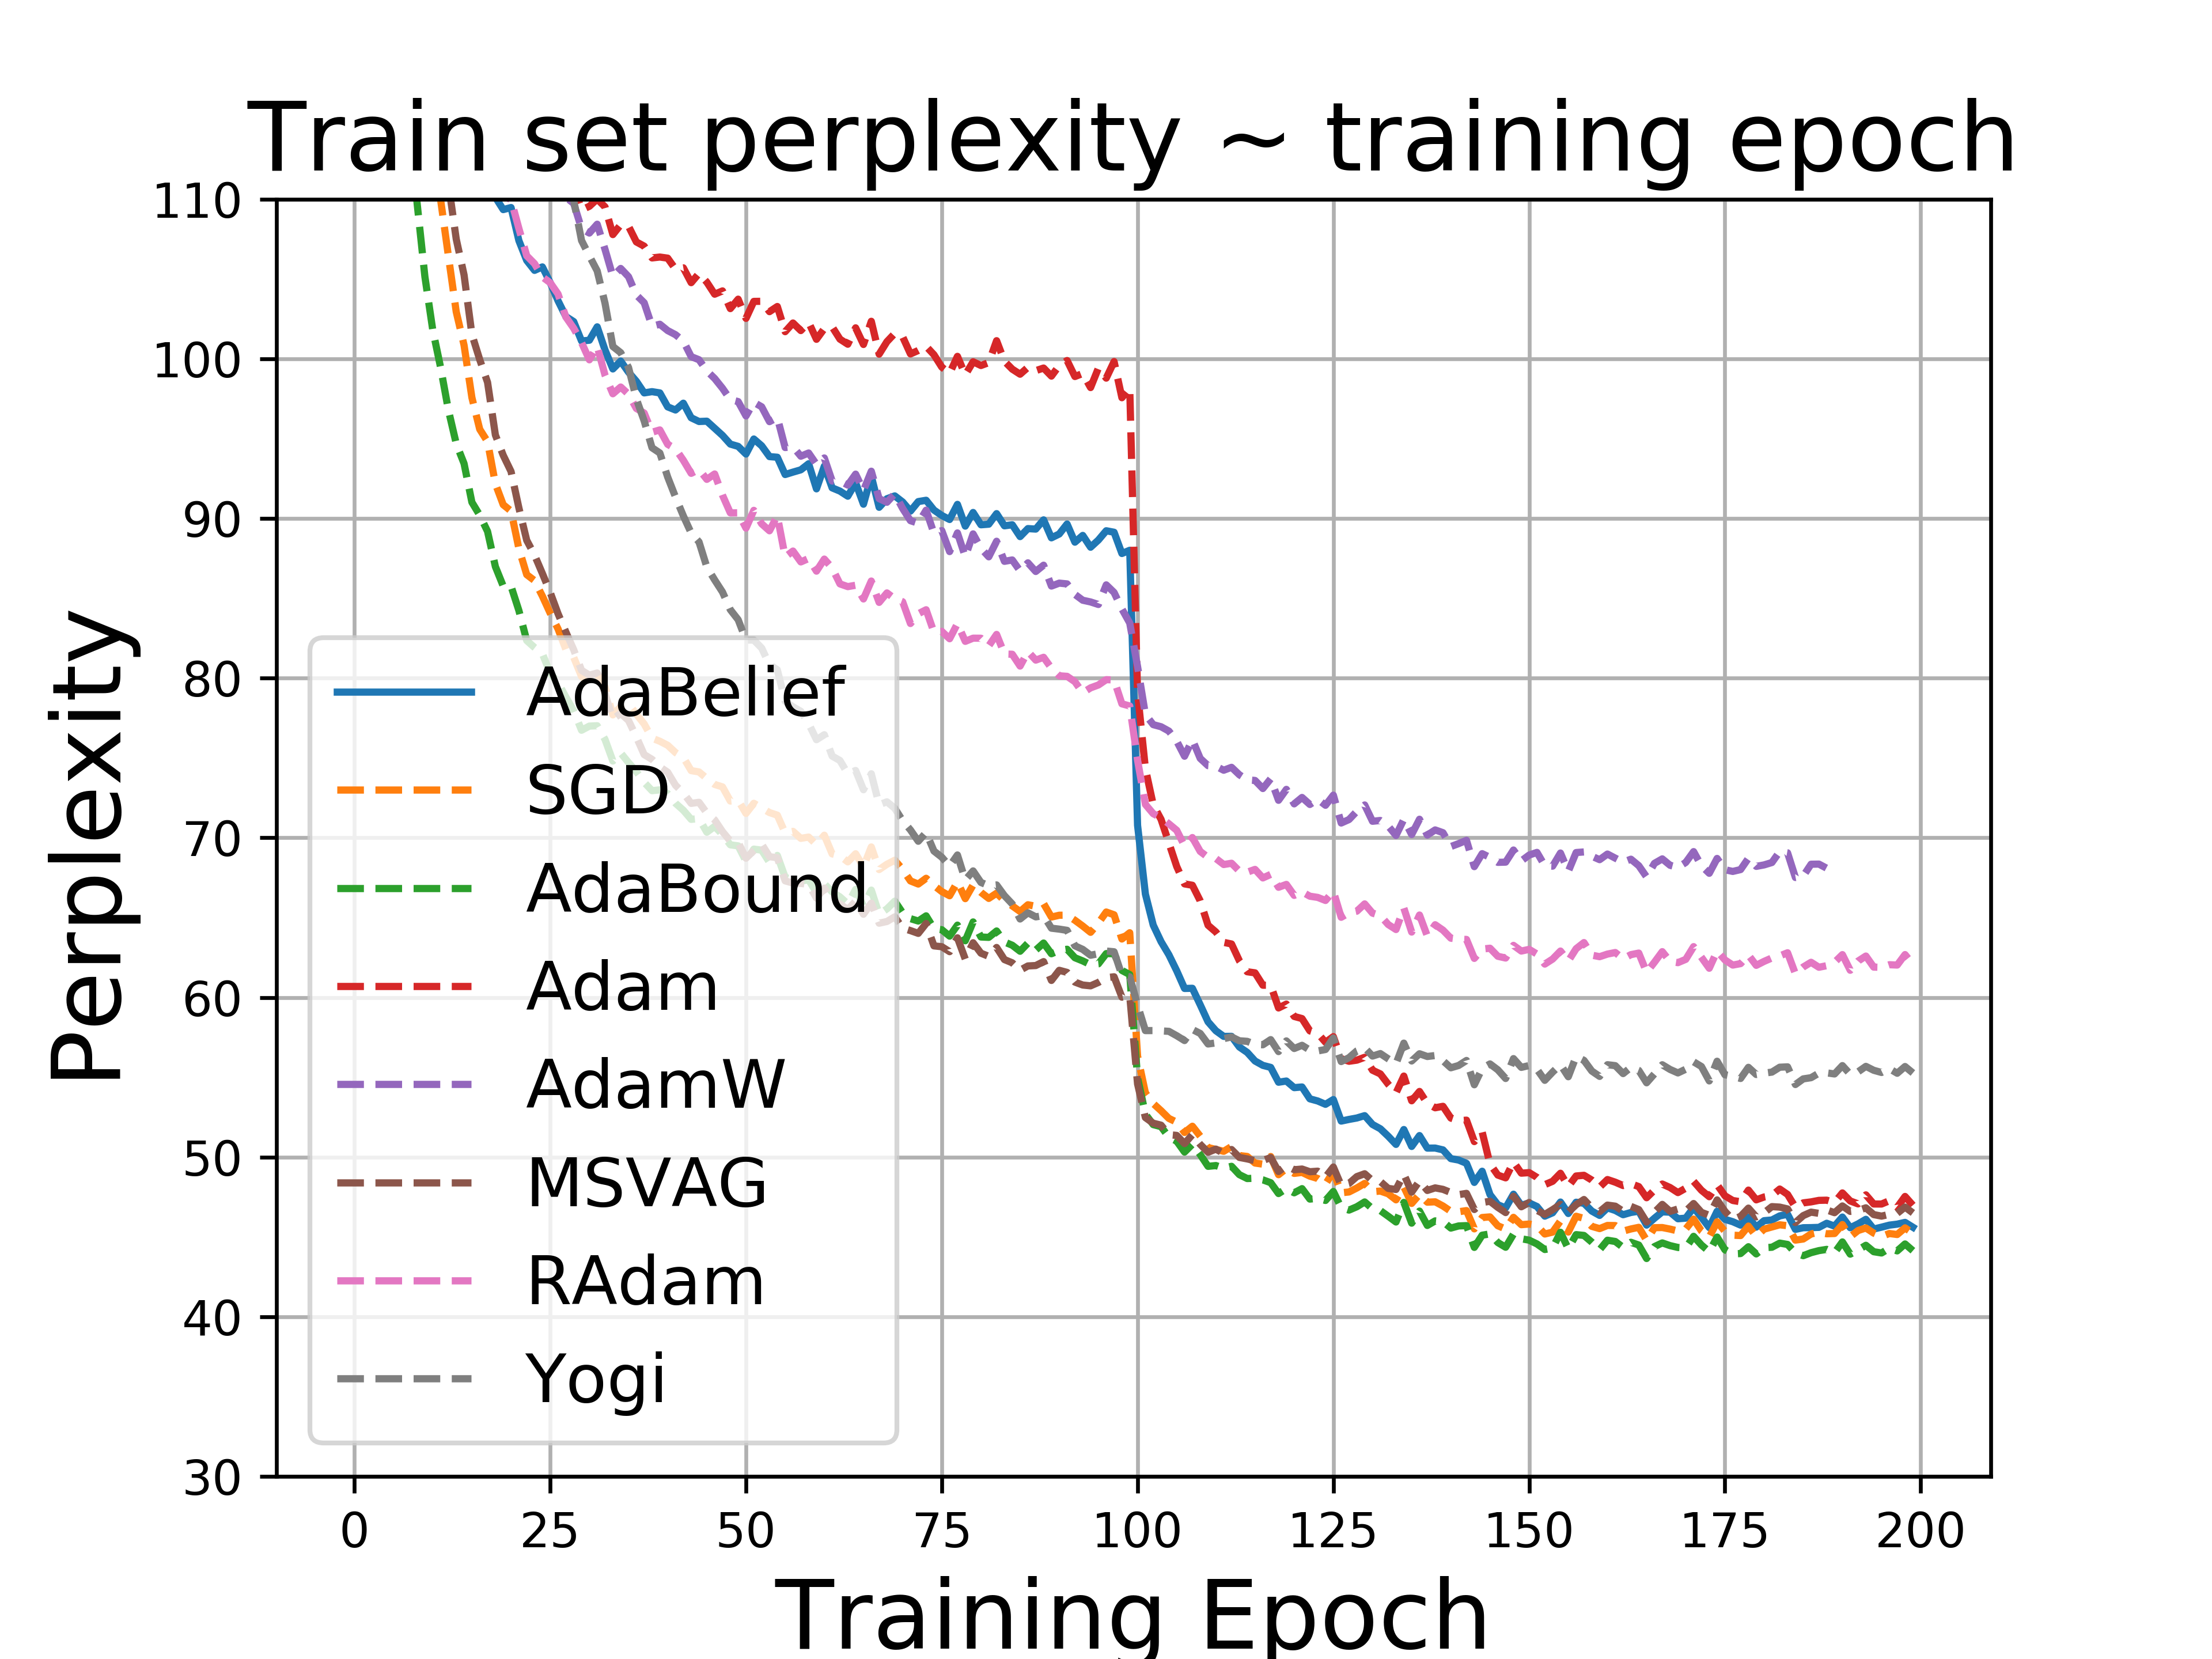 Train set perplexity ~ training epoch
110
100
90
80
70
60
50
40
30
Perplexity
AdaBelief
SGD
AdaBound
Adam
AdamW
MSVAG
RAdam
Yogi
0 25 50 75 100 125 150 175 200
Training Epoch